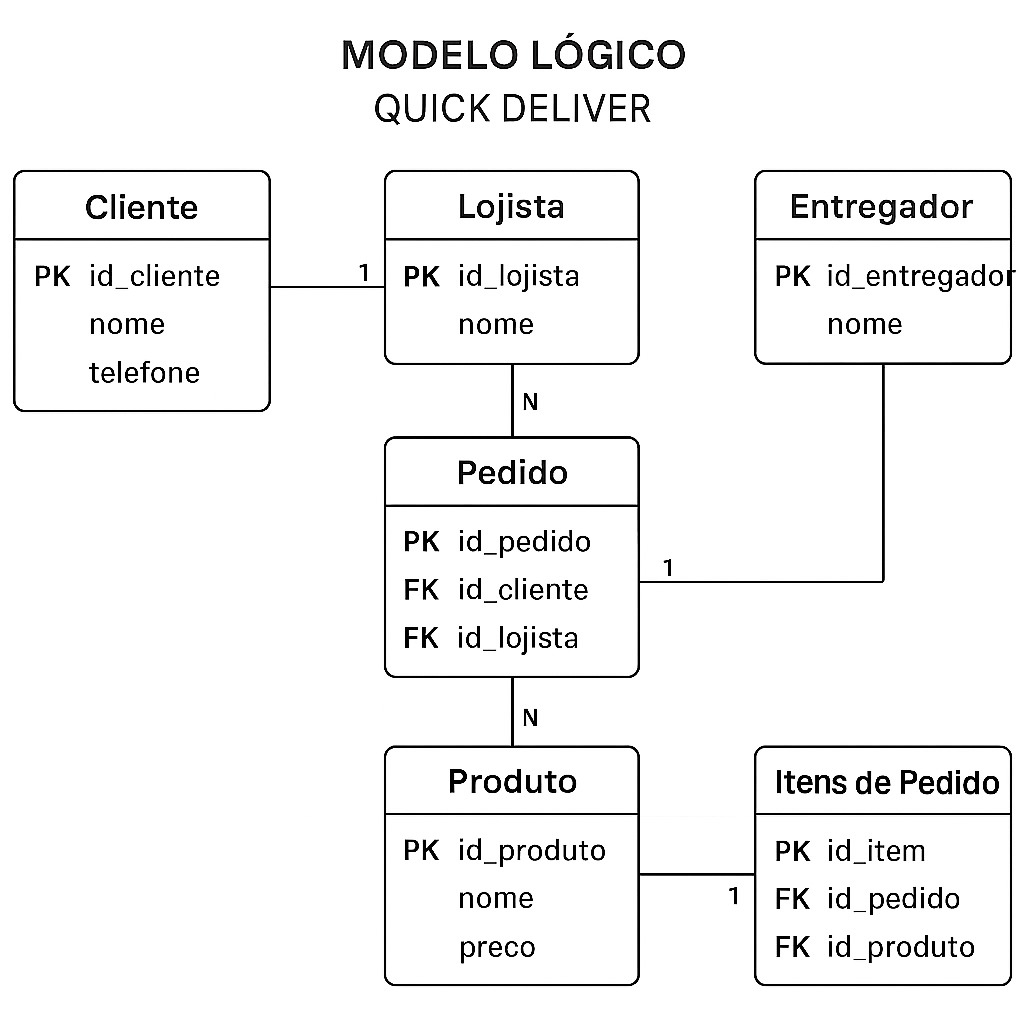 MODELO LÓGICO
QUICK DELIVER
Cliente
PK id_cliente
nome
telefone
1
Lojista
PK id_lojista
nome
Entregador
PK id_entregador
nome
N
Pedido
PK id_pedido
FK id_cliente
FK id_lojista
1
N
Produto
PK id_produto
nome
preco
1
Itens de Pedido
PK id_item
FK id_pedido
FK id_produto